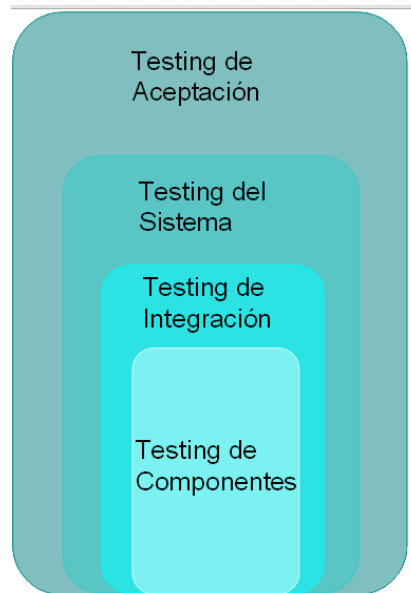 Testing de
Aceptación
Testing del
Sistema
Testing de
Integración
Testing de
Componentes